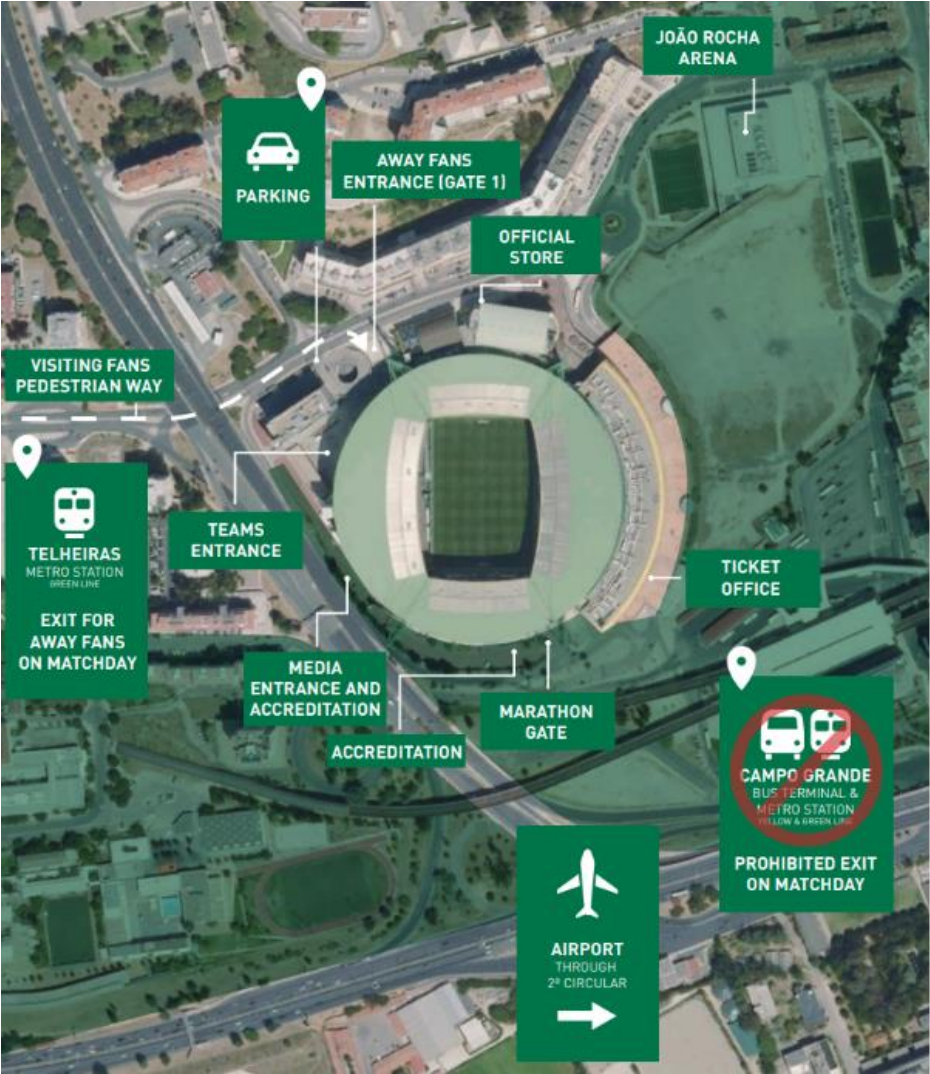 JOÃO ROCHA
ARENA
PARKING
AWAY FANS
ENTRANCE (GATE 1)
OFFICIAL
STORE
VISITING FANS
PEDESTRIAN WAY
TELHEIRAS
METRO STATION
GREEN LINE
EXIT FOR
AWAY FANS
ON MATCHDAY
TEAMS
ENTRANCE
TICKET
OFFICE
MEDIA
ENTRANCE AND
ACCREDITATION
ACCREDITATION
MARATHON
GATE
CAMPO GRANDE
BUS TERMINAL &
METRO STATION
YELLOW & GREEN LINE
PROHIBITED EXIT
ON MATCHDAY
AIRPORT
THROUGH
2ª CIRCULAR